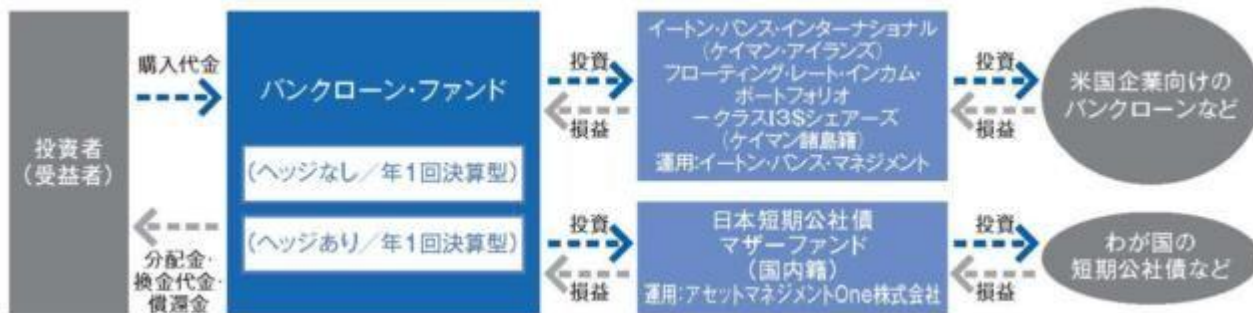 投資者
(受益者)
購入代金
分配金・
換金代金・
償還金
バンクローン・ファンド
(ヘッジなし/年1回決算型)
(ヘッジあり/年1回決算型)
投資
損益
イートン・バンス・インターナショナル
(ケイマン・アイランズ)
フローティング・レート・インカム・
ポートフォリオ
-クラスI3$シェアーズ
(ケイマン諸島籍)
運用:イートン・バンス・マネジメント
投資
損益
米国企業向けの
バンクローンなど
投資
損益
日本短期公社債
マザーファンド
(国内籍)
運用:アセットマネジメントOne株式会社
投資
損益
わが国の
短期公社債など